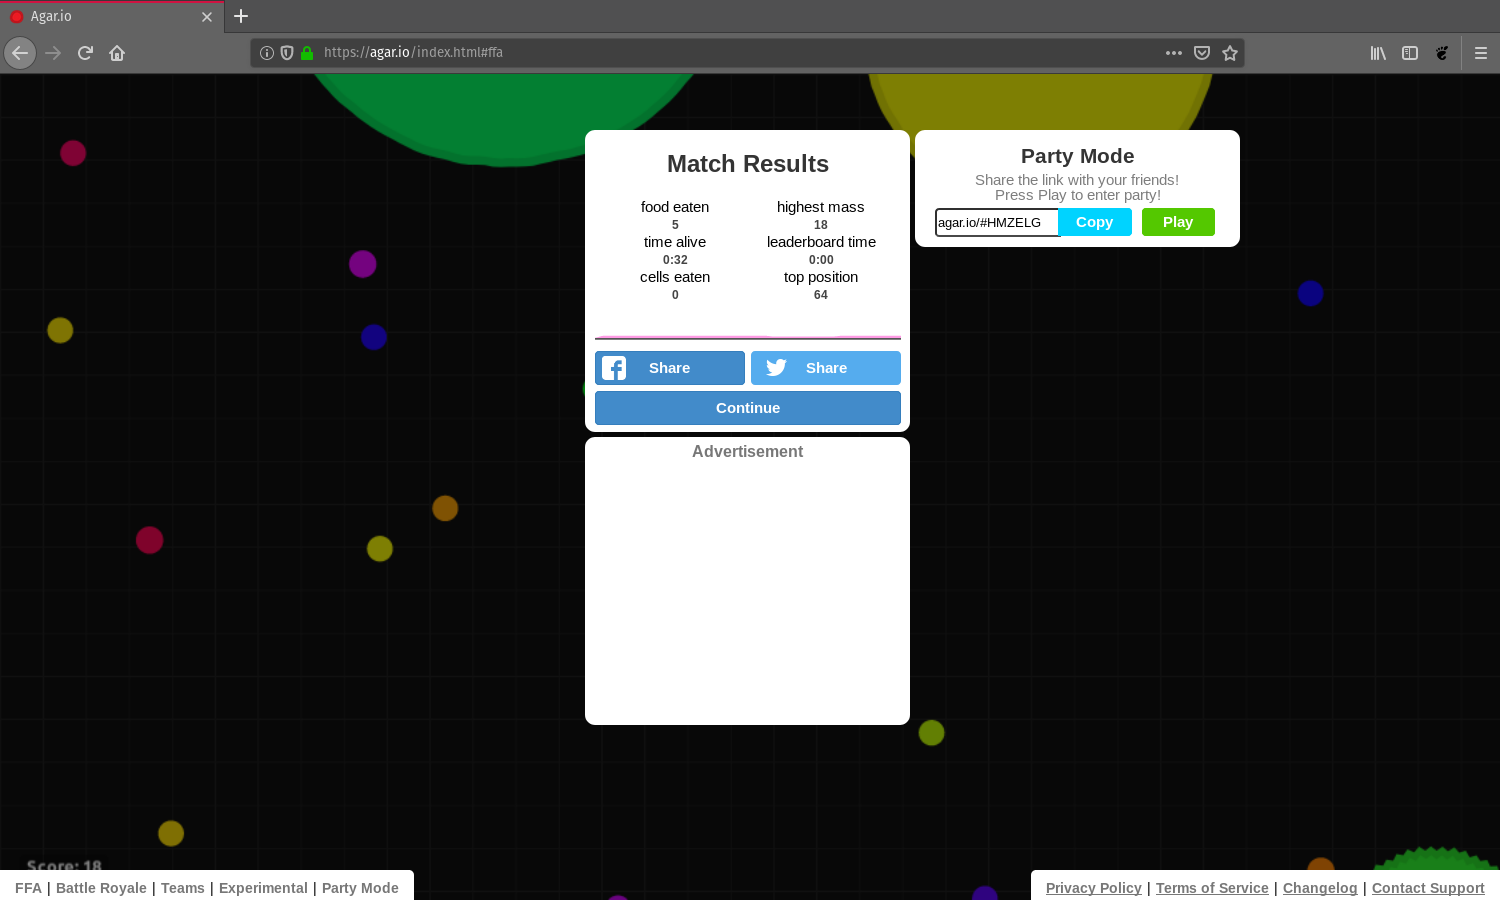 Agar.io
https://agar.io/index.html#ffa
Match Results
food eaten
5
highest mass
18
time alive
0:32
leaderboard time
0:00
cells eaten
0
top position
64
Share
Share
Continue
Advertisement
Party Mode
Share the link with your friends!
Press Play to enter party!
agar.io/#HMZELG
Copy
Play
Score: 18
FFA | Battle Royale | Teams | Experimental | Party Mode
Privacy Policy | Terms of Service | Changelog | Contact Support